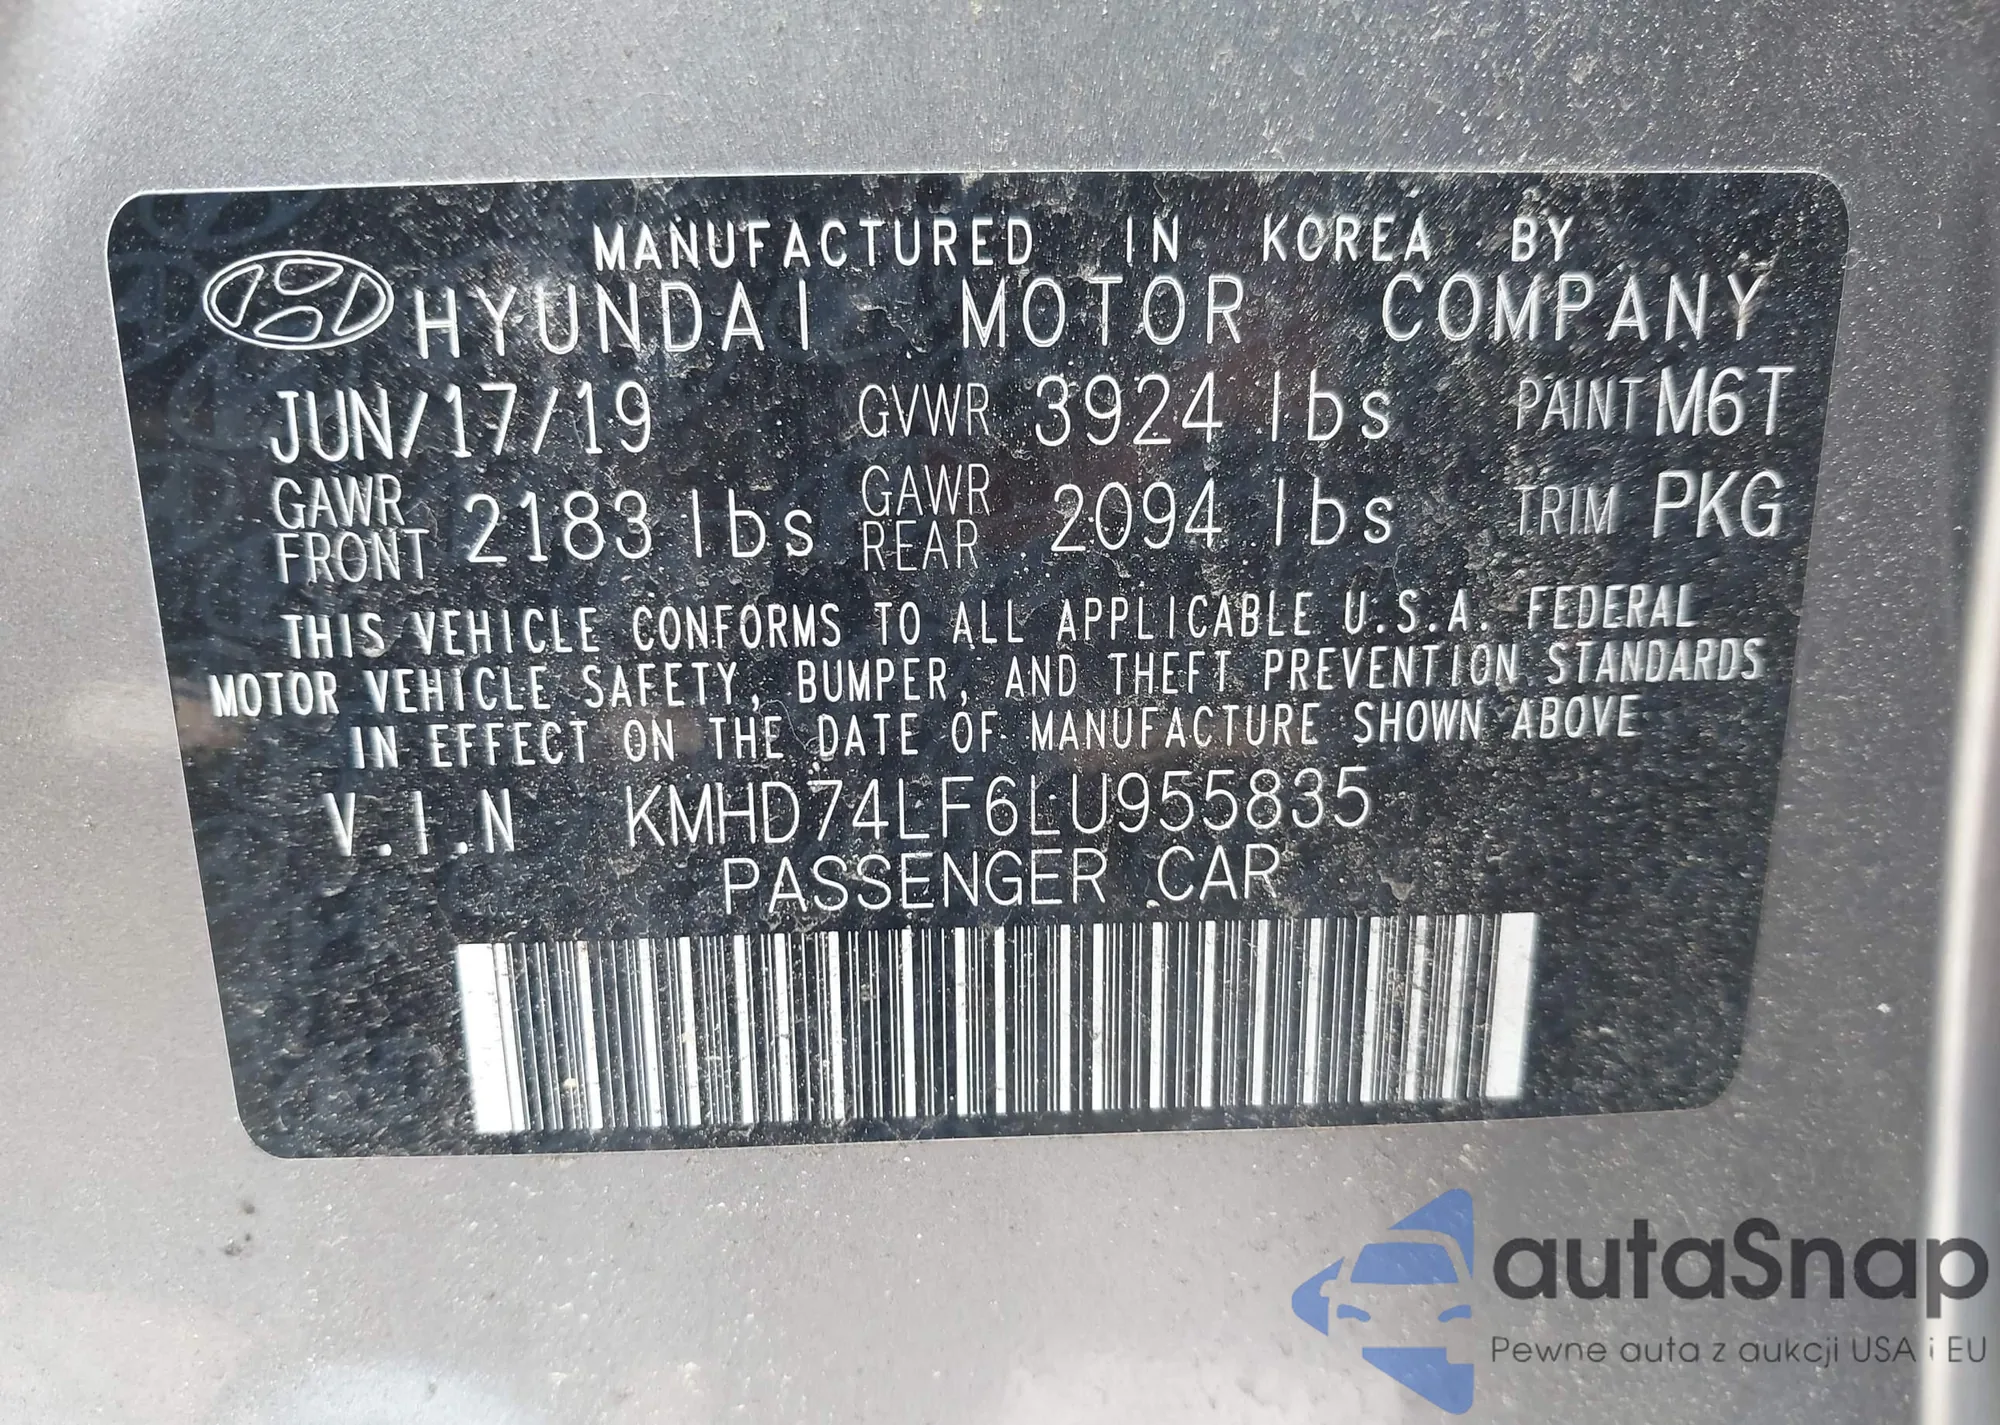 MANUFACTURED IN KOREA BY
HYUNDAI MOTOR COMPANY
JUN/17/19 GVWR 3924 lbs PAINT M6T
GAWR FRONT 2183 lbs GAWR REAR 2094 lbs TRIM PKG
THIS VEHICLE CONFORMS TO ALL APPLICABLE U.S.A. FEDERAL
MOTOR VEHICLE SAFETY, BUMPER, AND THEFT PREVENTION STANDARDS
IN EFFECT ON THE DATE OF MANUFACTURE SHOWN ABOVE
V.I.N KMHD74LF6LU955835
PASSENGER CAR
autaSnap
Pewne auta z aukcji USA i EU